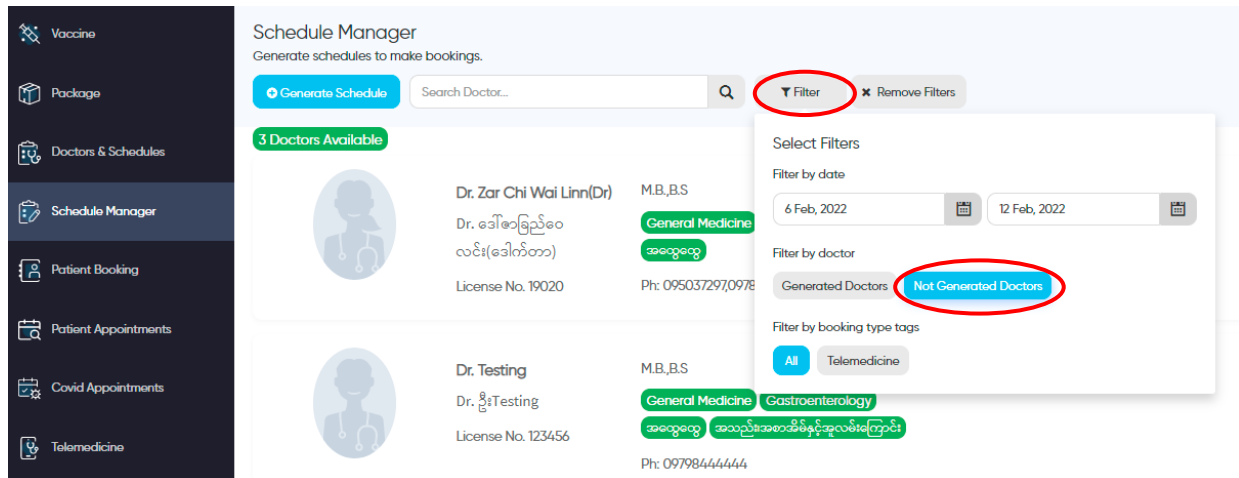 Vaccine
Package
Doctors & Schedules
Schedule Manager
Patient Booking
Patient Appointments
Covid Appointments
Telemedicine
Schedule Manager
Generate schedules to make bookings.
Generate Schedule
Search Doctor...
Filter
Remove Filters
3 Doctors Available
Dr. Zar Chi Wai Linn(Dr)
Dr. ဒေါ်ဇာခြည်ဝေ
လင်း(ဒေါက်တာ)
License No. 19020
M.B.,B.S
General Medicine
အထွေထွေ
Ph: 095037297,0978
Select Filters
Filter by date
6 Feb, 2022
12 Feb, 2022
Filter by doctor
Generated Doctors
Not Generated Doctors
Filter by booking type tags
All
Telemedicine
Dr. Testing
Dr. ဦးTesting
License No. 123456
M.B.,B.S
General Medicine Gastroenterology
အထွေထွေ အသည်းအစာအိမ်နှင့်အူလမ်းကြောင်း
Ph: 09798444444